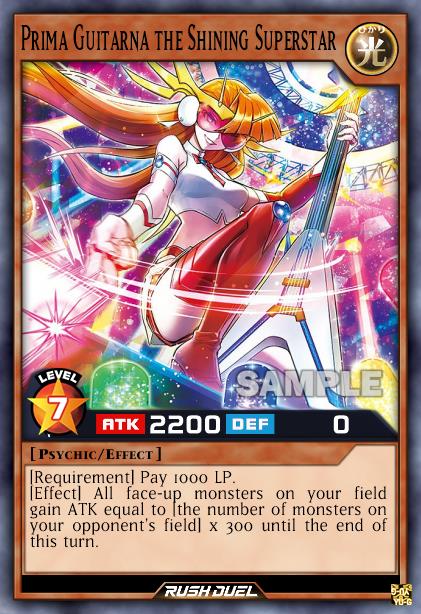 PRIMA GUITARNA THE SHINING SUPERSTAR
ひかり
光
SAMPLE
LEVEL
7
ATK 2200 DEF 0
[ PSYCHIC/EFFECT ]
[Requirement] Pay 1000 LP.
[Effect] All face-up monsters on your field
gain ATK equal to [the number of monsters on
your opponent's field] x 300 until the end of
this turn.
RUSH DUEL